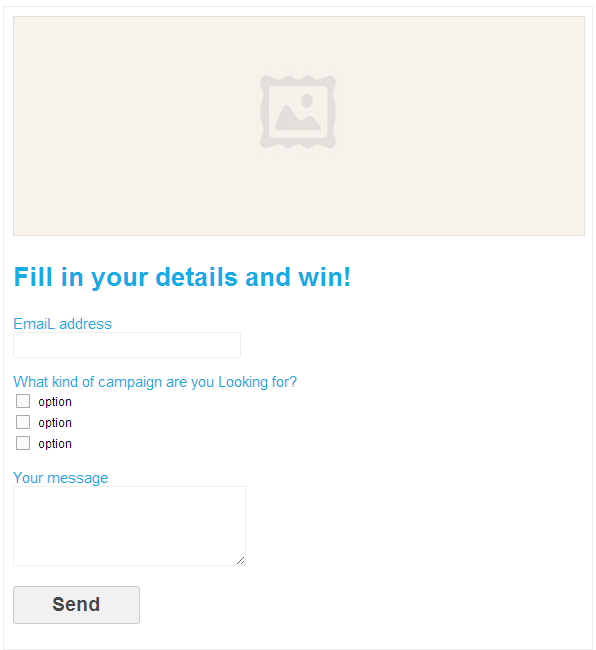 Fill in your details and win!
EmaiL address
What kind of campaign are you Looking for?
option
option
option
Your message
Send